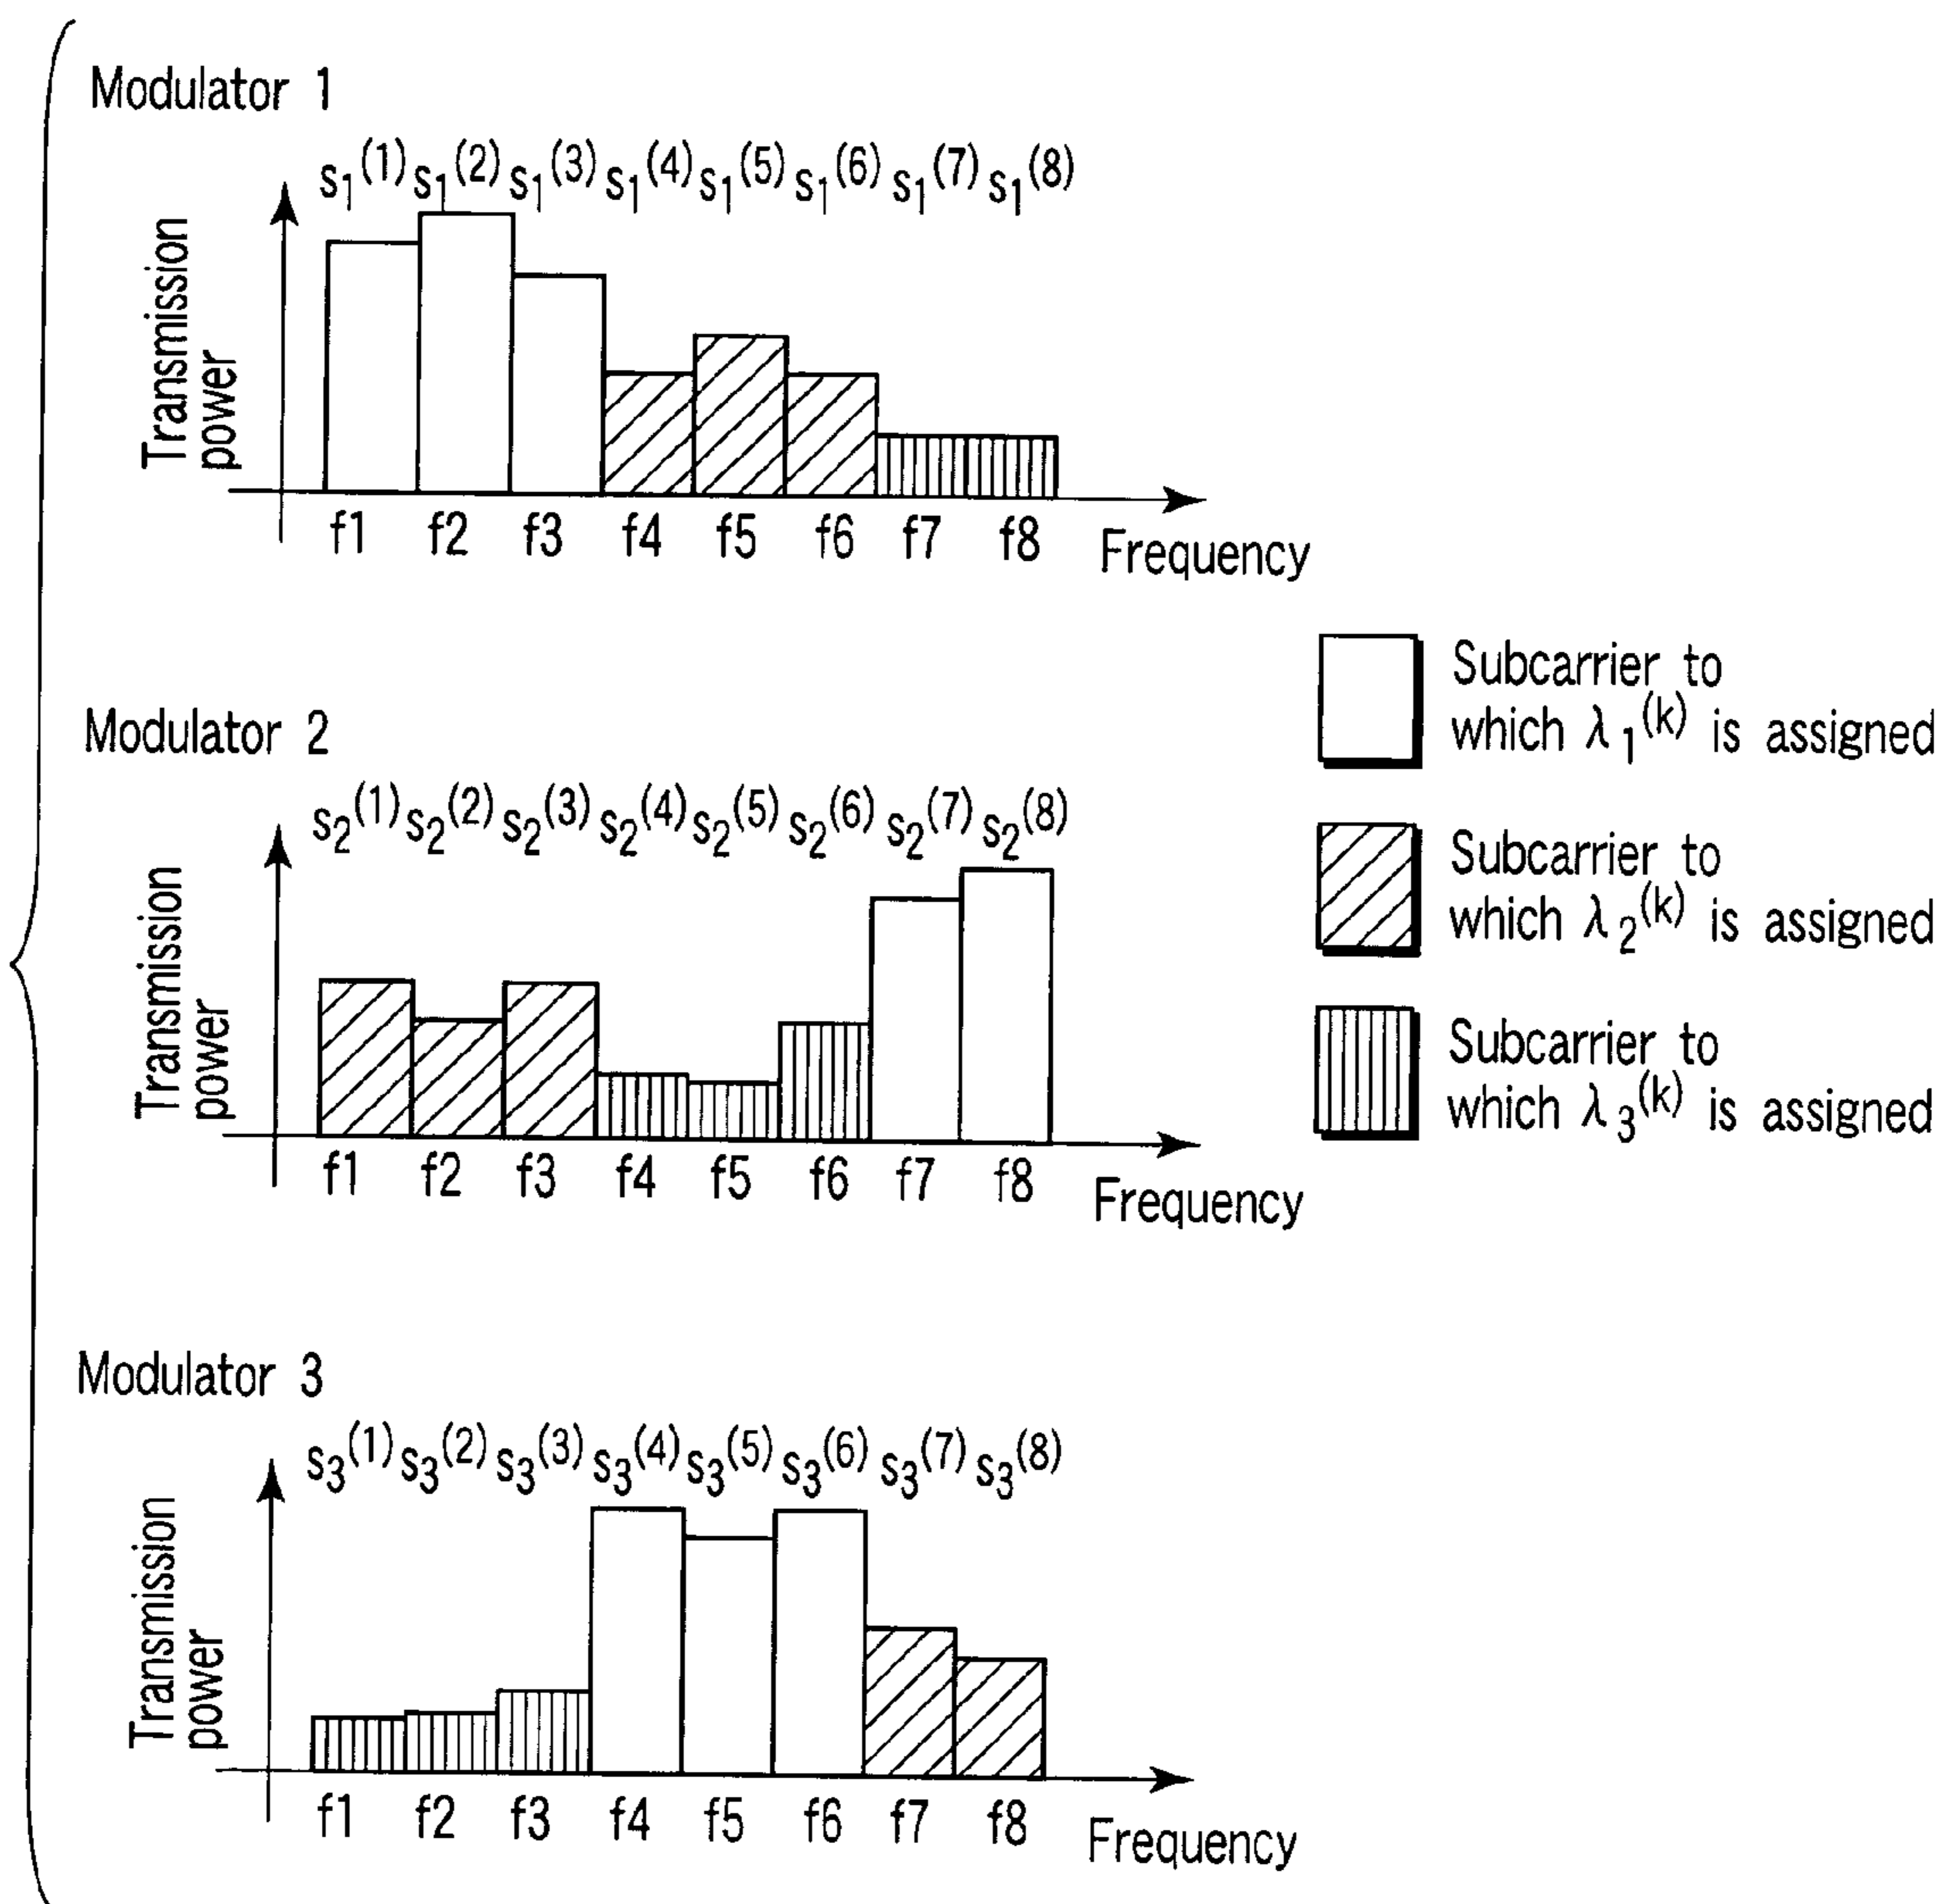 Modulator 1
s₁⁽¹⁾ s₁⁽²⁾ s₁⁽³⁾ s₁⁽⁴⁾ s₁⁽⁵⁾ s₁⁽⁶⁾ s₁⁽⁷⁾ s₁⁽⁸⁾
Transmission
power
f1 f2 f3 f4 f5 f6 f7 f8
Frequency
Modulator 2
s₂⁽¹⁾ s₂⁽²⁾ s₂⁽³⁾ s₂⁽⁴⁾ s₂⁽⁵⁾ s₂⁽⁶⁾ s₂⁽⁷⁾ s₂⁽⁸⁾
Transmission
power
f1 f2 f3 f4 f5 f6 f7 f8
Frequency
Modulator 3
s₃⁽¹⁾ s₃⁽²⁾ s₃⁽³⁾ s₃⁽⁴⁾ s₃⁽⁵⁾ s₃⁽⁶⁾ s₃⁽⁷⁾ s₃⁽⁸⁾
Transmission
power
f1 f2 f3 f4 f5 f6 f7 f8
Frequency
Subcarrier to
which λ₁⁽ᵏ⁾ is assigned
Subcarrier to
which λ₂⁽ᵏ⁾ is assigned
Subcarrier to
which λ₃⁽ᵏ⁾ is assigned